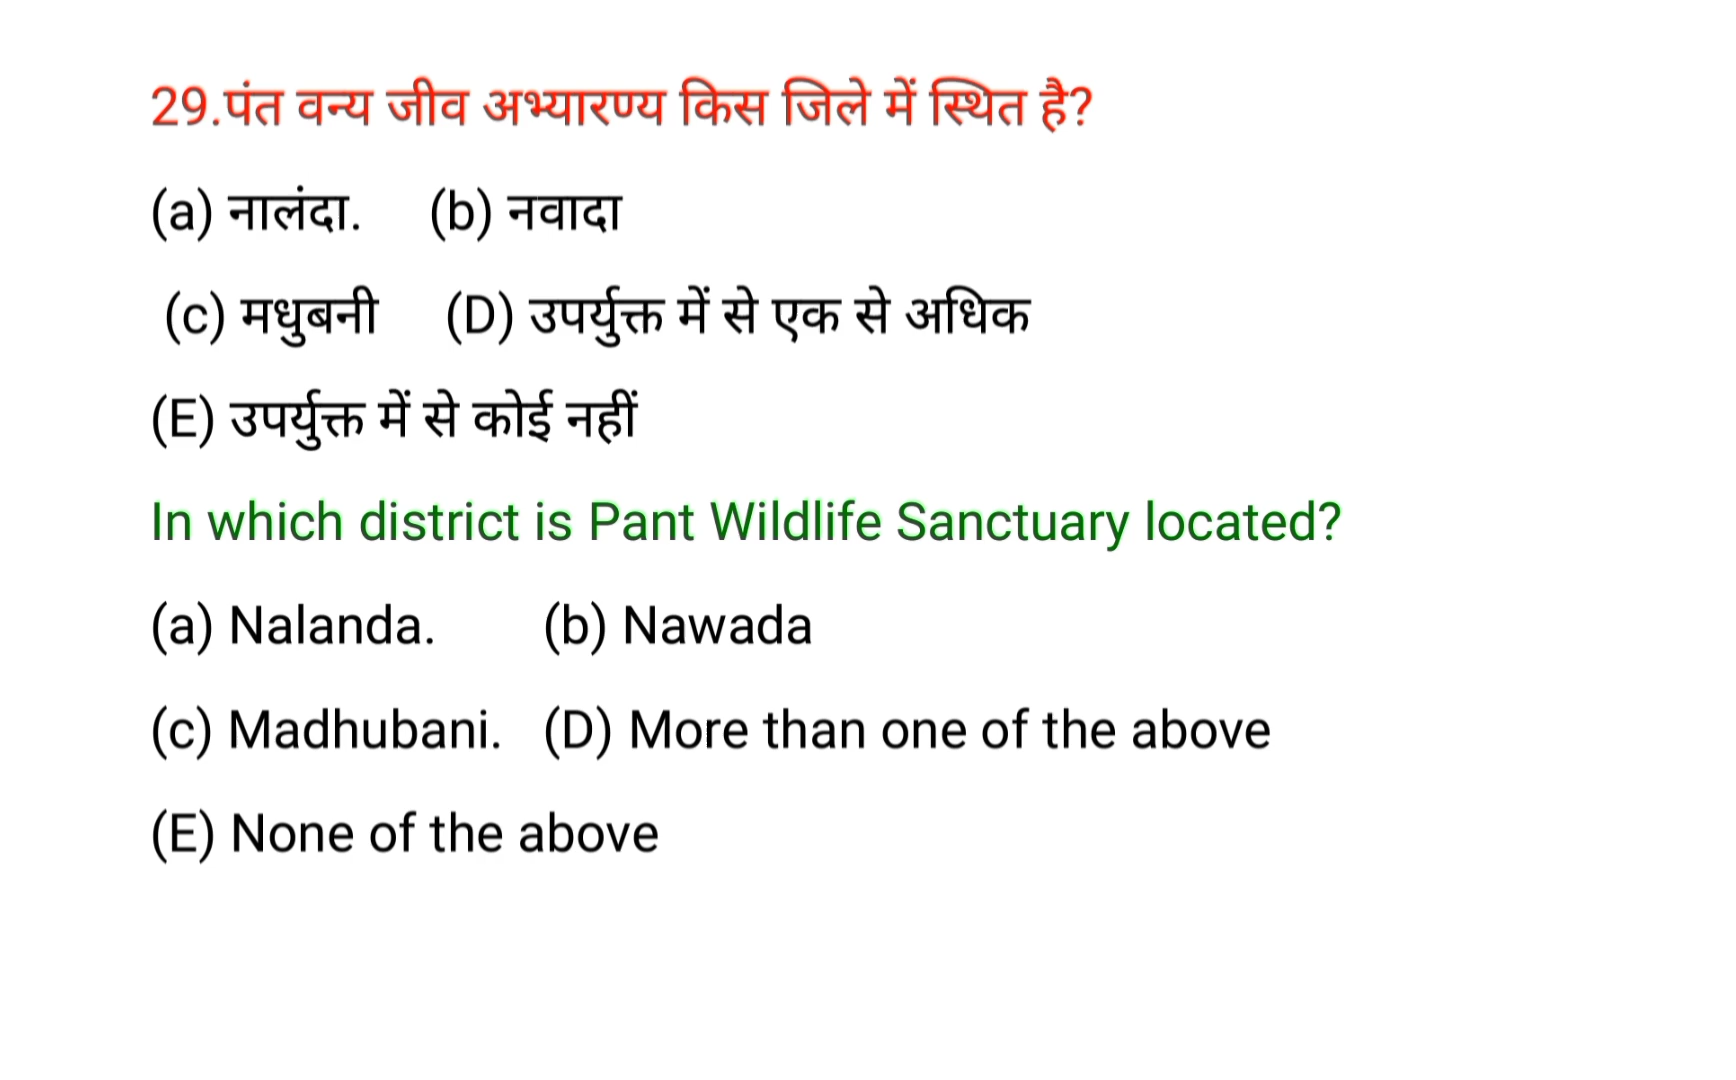 29.पंत वन्य जीव अभ्यारण्य किस जिले में स्थित है?
(a) नालंदा. (b) नवादा
(c) मधुबनी (D) उपर्युक्त में से एक से अधिक
(E) उपर्युक्त में से कोई नहीं
In which district is Pant Wildlife Sanctuary located?
(a) Nalanda. (b) Nawada
(c) Madhubani. (D) More than one of the above
(E) None of the above